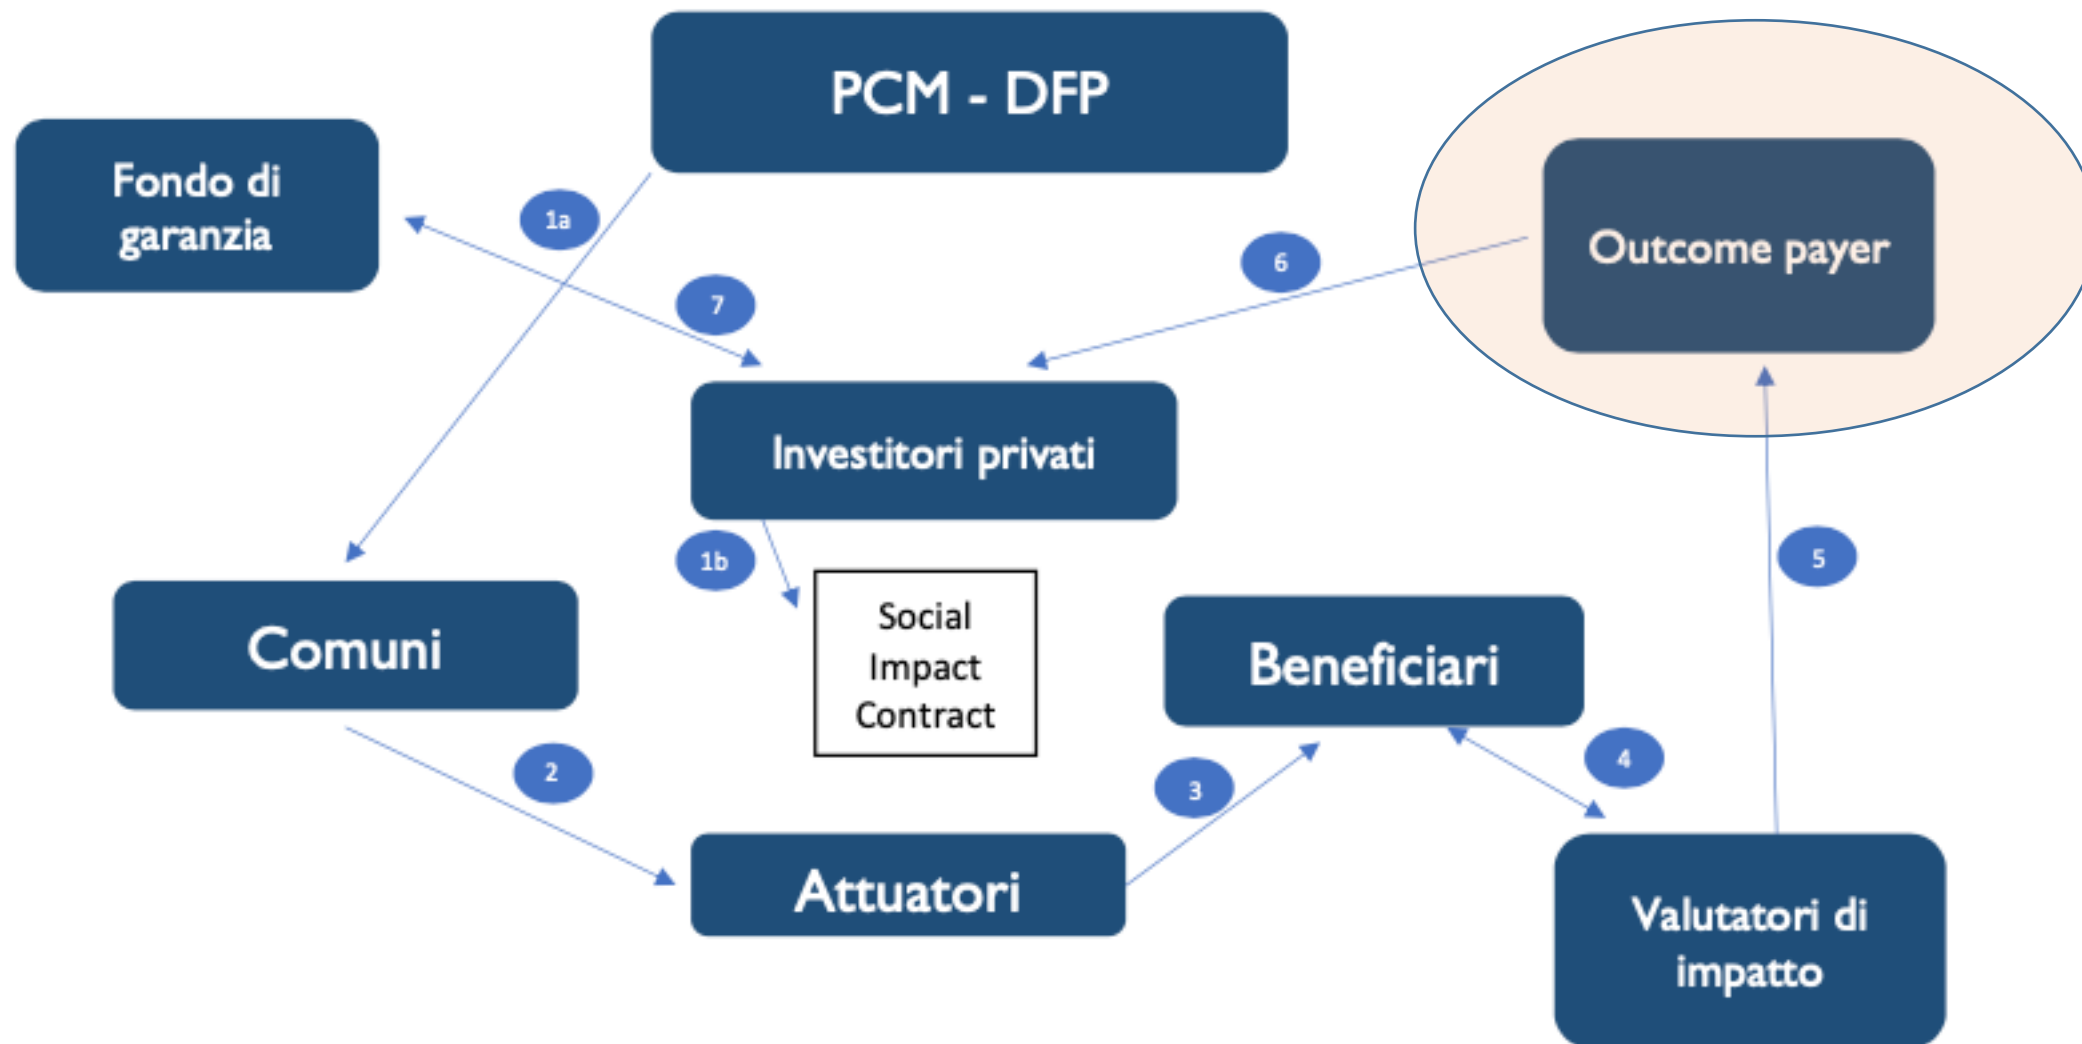 PCM - DFP
Fondo di
garanzia
1a
Outcome payer
6
7
Investitori privati
1b
5
Social
Impact
Contract
Comuni
Beneficiari
4
2
3
Attuatori
Valutatori di
impatto